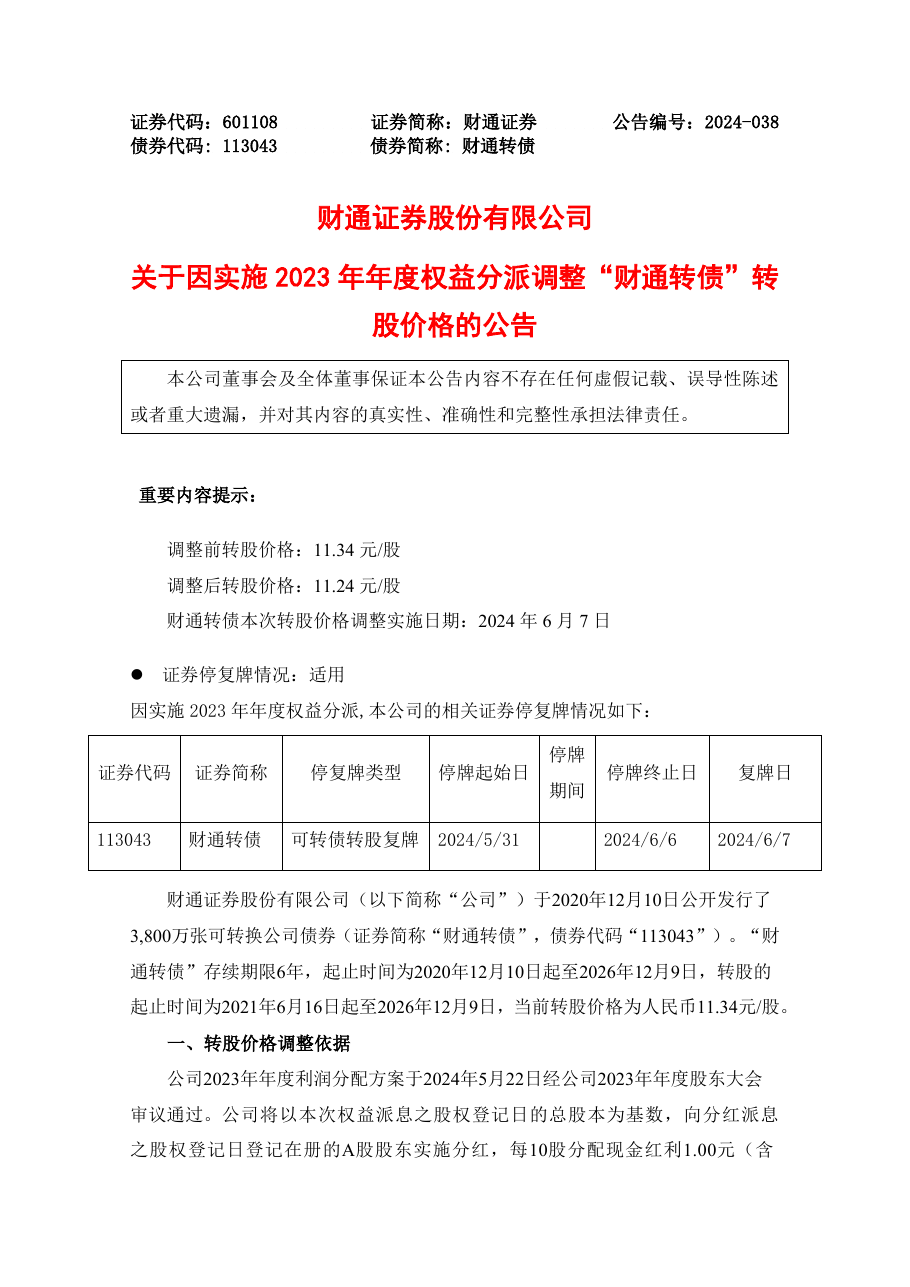 证券代码：601108 证券简称：财通证券 公告编号：2024-038
债券代码：113043 债券简称：财通转债
财通证券股份有限公司
关于因实施 2023 年年度权益分派调整“财通转债”转
股价格的公告
本公司董事会及全体董事保证本公告内容不存在任何虚假记载、误导性陈述
或者重大遗漏，并对其内容的真实性、准确性和完整性承担法律责任。
重要内容提示：
调整前转股价格：11.34 元/股
调整后转股价格：11.24 元/股
财通转债本次转股价格调整实施日期：2024 年 6 月 7 日
● 证券停复牌情况：适用
因实施 2023 年年度权益分派,本公司的相关证券停复牌情况如下：
证券代码 证券简称 停复牌类型 停牌起始日 停牌期间 停牌终止日 复牌日
113043 财通转债 可转债转股复牌 2024/5/31 2024/6/6 2024/6/7
财通证券股份有限公司（以下简称“公司”）于2020年12月10日公开发行了
3,800万张可转换公司债券（证券简称“财通转债”，债券代码“113043”）。“财
通转债”存续期限6年，起止时间为2020年12月10日起至2026年12月9日，转股的
起止时间为2021年6月16日起至2026年12月9日，当前转股价格为人民币11.34元/股。
一、转股价格调整依据
公司2023年年度利润分配方案于2024年5月22日经公司2023年年度股东大会
审议通过。公司将以本次权益派息之股权登记日的总股本为基数，向分红派息
之股权登记日登记在册的A股股东实施分红，每10股分配现金红利1.00元（含